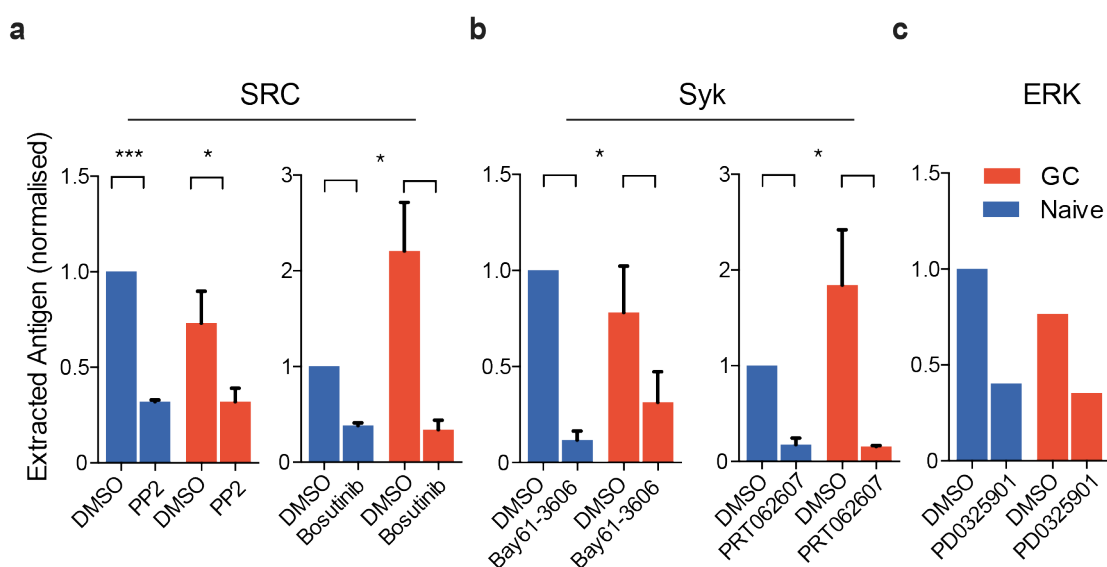 a
b
c
SRC
Syk
ERK
Extracted Antigen (normalised)
***
*
1.5
1.0
0.5
0
DMSO
PP2
DMSO
PP2
*
3
2
1
0
DMSO
Bosutinib
DMSO
Bosutinib
*
1.5
1.0
0.5
0
DMSO
Bay61-3606
DMSO
Bay61-3606
*
3
2
1
0
DMSO
PRT062607
DMSO
PRT062607
GC
Naive
1.5
1.0
0.5
0
DMSO
PD0325901
DMSO
PD0325901